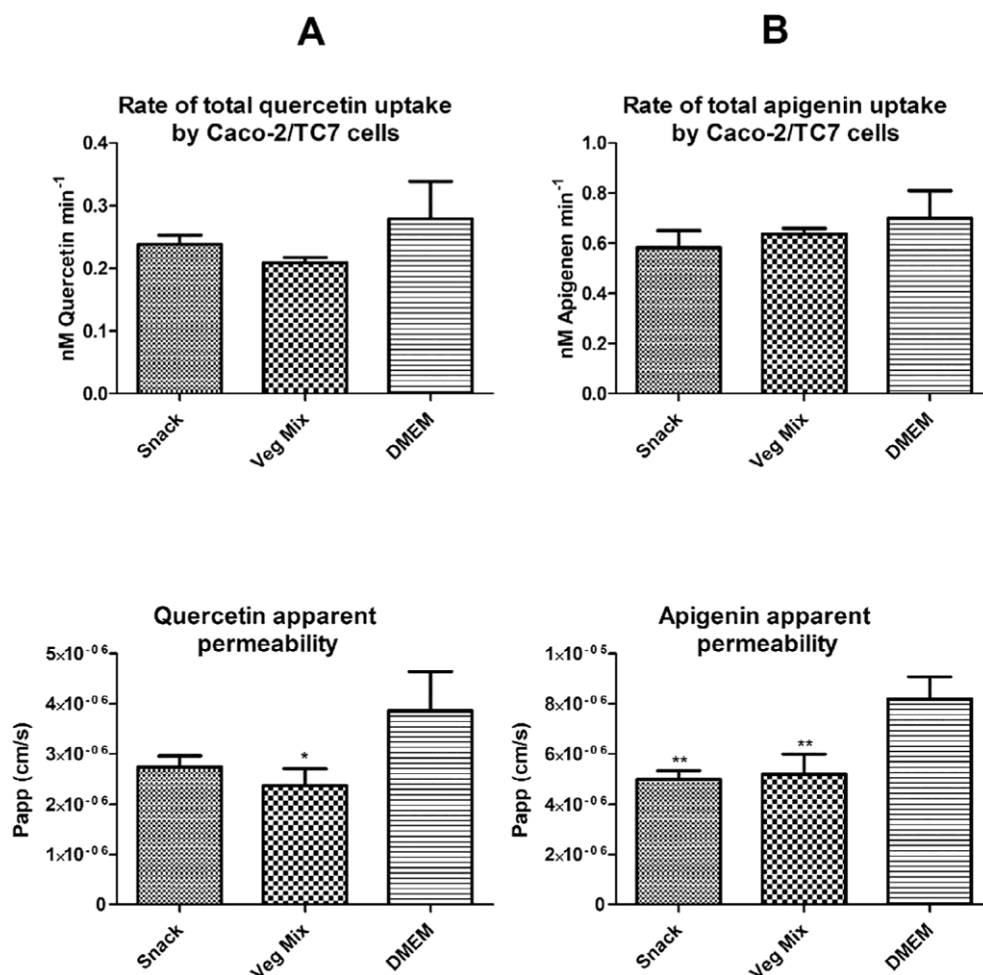 A
B
Rate of total quercetin uptake
by Caco-2/TC7 cells
nM Quercetin min⁻¹
0.4
0.3
0.2
0.1
0.0
Snack
Veg Mix
DMEM
Rate of total apigenin uptake
by Caco-2/TC7 cells
nM Apigenen min⁻¹
1.0
0.8
0.6
0.4
0.2
0.0
Snack
Veg Mix
DMEM
Quercetin apparent
permeability
Papp (cm/s)
5×10⁻⁰⁶
4×10⁻⁰⁶
3×10⁻⁰⁶
2×10⁻⁰⁶
1×10⁻⁰⁶
0
*
Snack
Veg Mix
DMEM
Apigenin apparent
permeability
Papp (cm/s)
1×10⁻⁰⁵
8×10⁻⁰⁶
6×10⁻⁰⁶
4×10⁻⁰⁶
2×10⁻⁰⁶
0
**
**
Snack
Veg Mix
DMEM